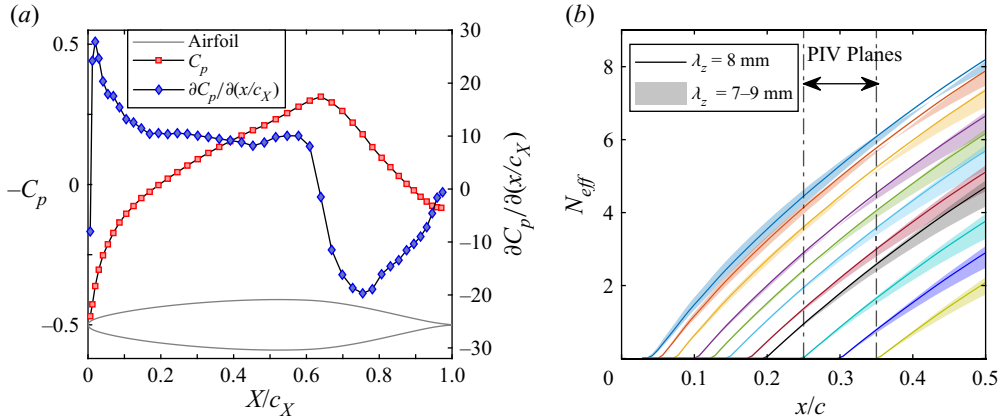 (a)
Airfoil
C_p
∂C_p/∂(x/c_X)
0.5
0
–0.5
–C_p
30
20
10
0
–10
–20
–30
∂C_p/∂(x/c_X)
0
0.2
0.4
0.6
0.8
1.0
X/c_X
(b)
λ_z = 8 mm
λ_z = 7–9 mm
PIV Planes
8
6
4
2
N_eff
0
0.1
0.2
0.3
0.4
0.5
x/c